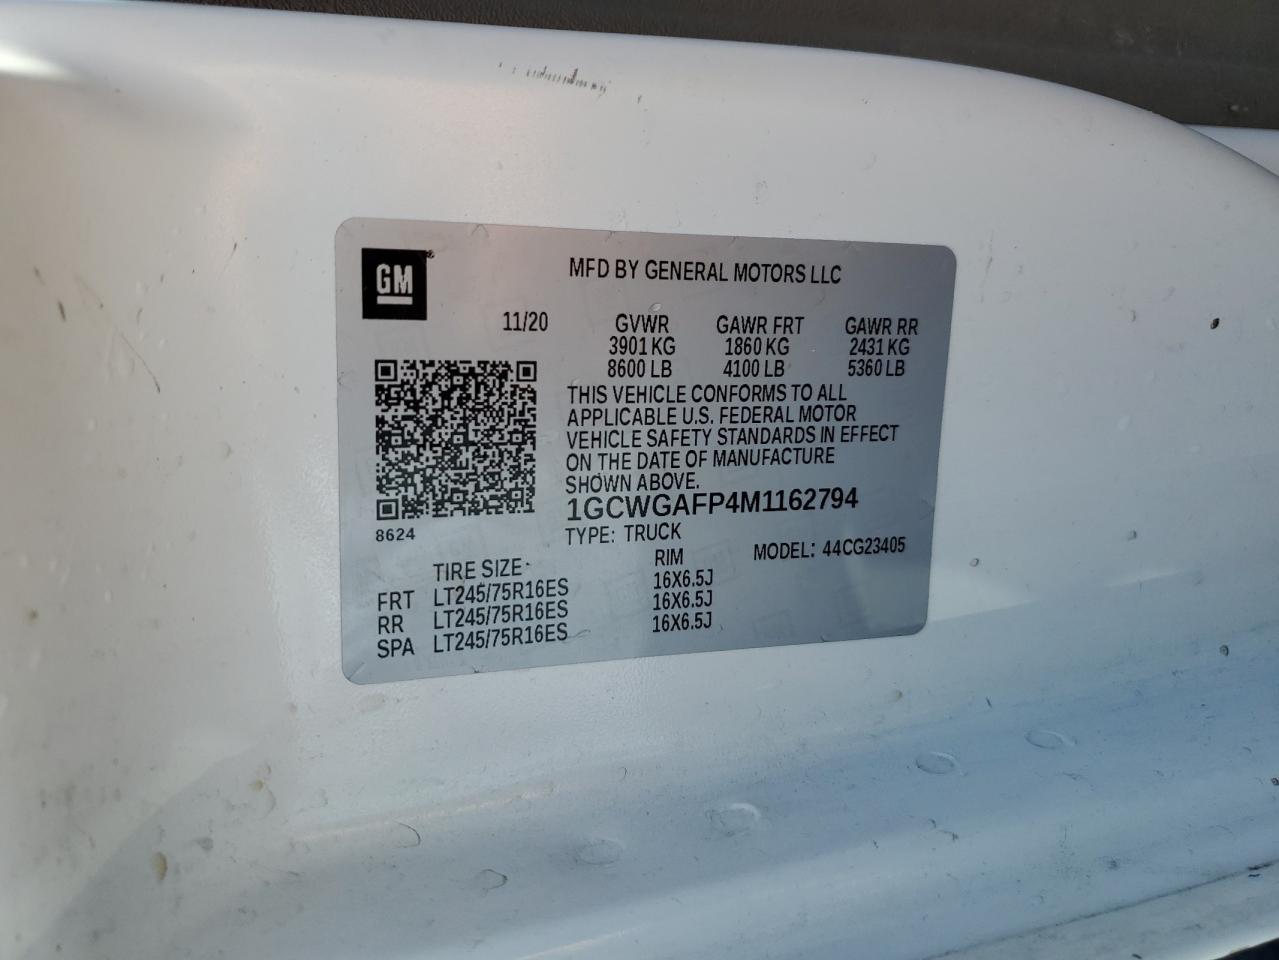 GM
MFD BY GENERAL MOTORS LLC
11/20 GVWR GAWR FRT GAWR RR
3901 KG 1860 KG 2431 KG
8600 LB 4100 LB 5360 LB
THIS VEHICLE CONFORMS TO ALL
APPLICABLE U.S. FEDERAL MOTOR
VEHICLE SAFETY STANDARDS IN EFFECT
ON THE DATE OF MANUFACTURE
SHOWN ABOVE.
1GCWGAFP4M1162794
8624
TYPE: TRUCK
MODEL: 44CG23405
TIRE SIZE RIM
FRT LT245/75R16ES 16X6.5J
RR LT245/75R16ES 16X6.5J
SPA LT245/75R16ES 16X6.5J